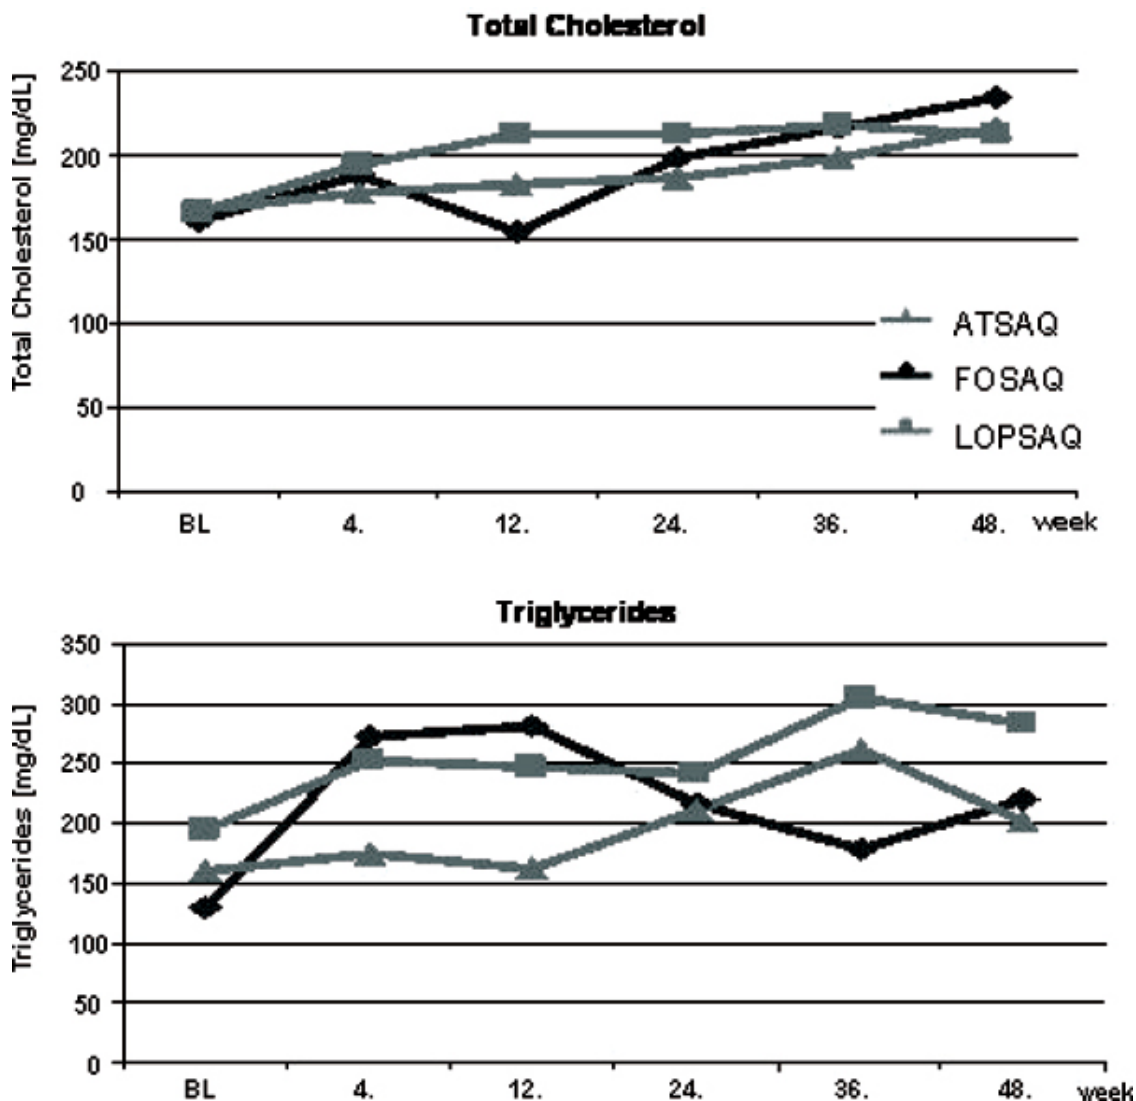 Total Cholesterol
Total Cholesterol [mg/dL]
250
200
150
100
50
0
ATSAQ
FOSAQ
LOPSAQ
BL 4. 12. 24. 36. 48. week
Triglycerides
Triglycerides [mg/dL]
350
300
250
200
150
100
50
0
BL 4. 12. 24. 36. 48. week